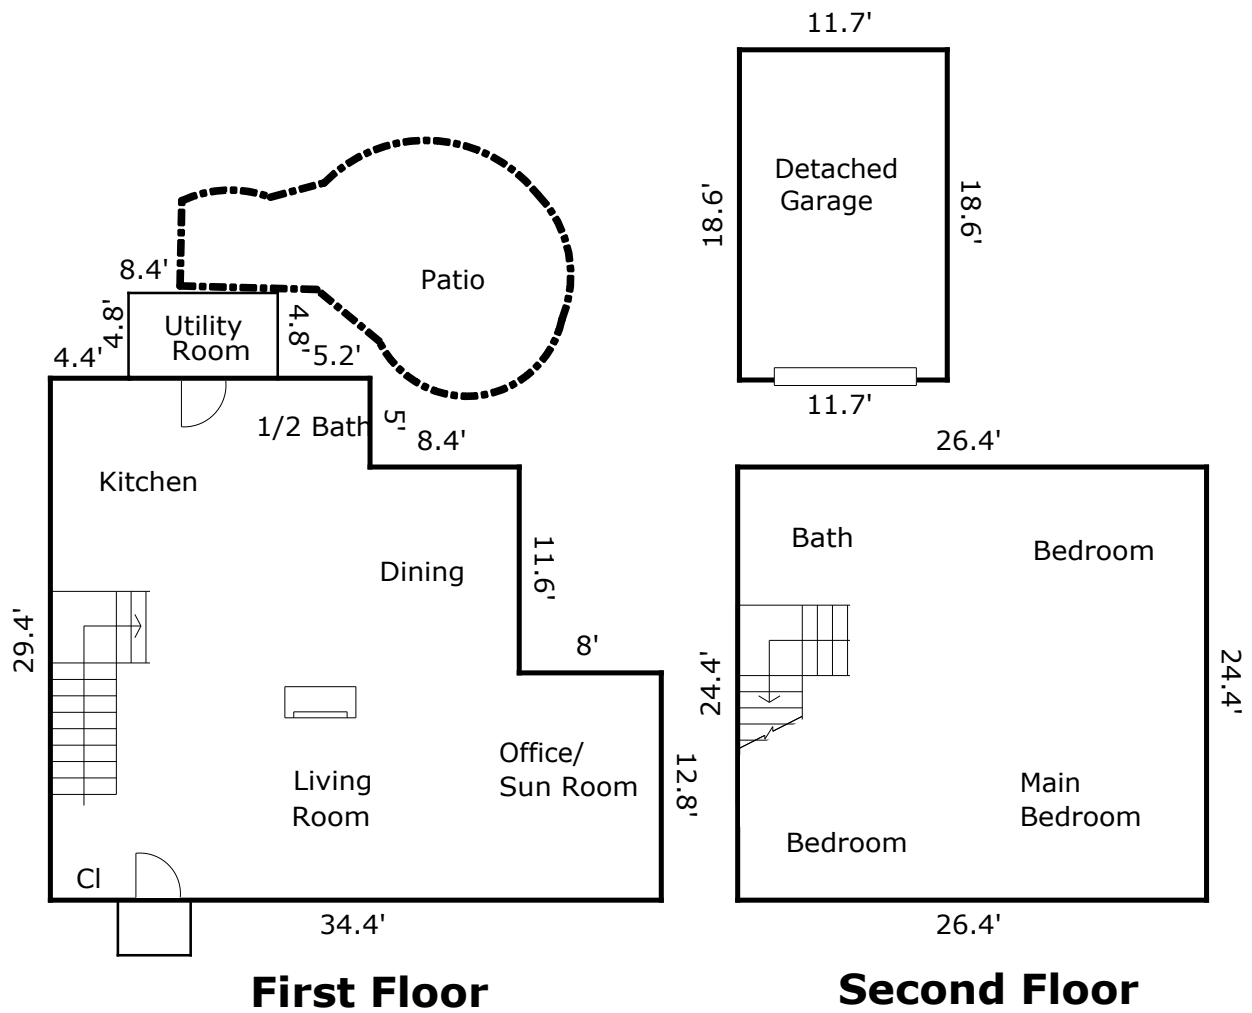 11.7'
Detached
Garage
18.6'
18.6'
11.7'
Patio
8.4'
4.8'
Utility
Room
4.8'
4.4'
5.2'
1/2 Bath
5'
8.4'
Kitchen
Dining
11.6'
29.4'
8'
Office/
Sun Room
Living
Room
12.8'
Cl
34.4'
First Floor
26.4'
Bath
Bedroom
24.4'
24.4'
Main
Bedroom
Bedroom
26.4'
Second Floor